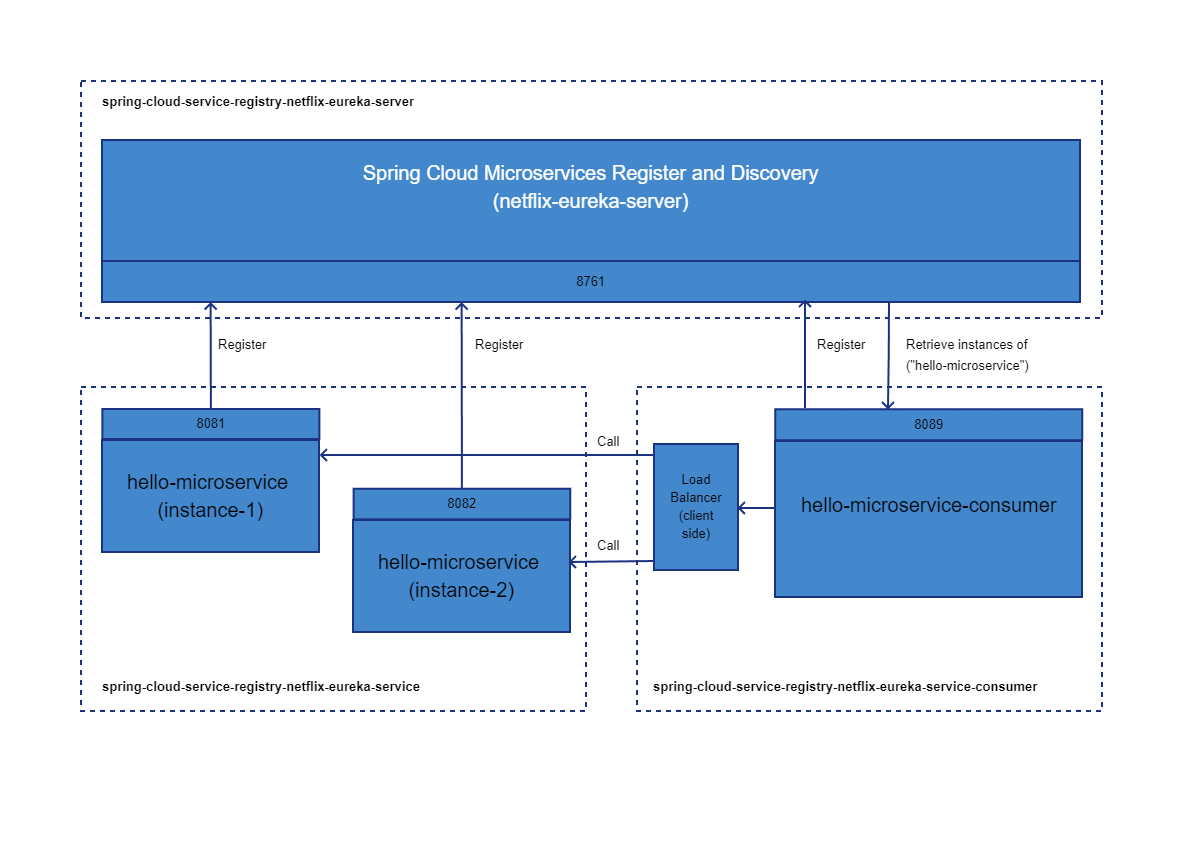 spring-cloud-service-registry-netflix-eureka-server
Spring Cloud Microservices Register and Discovery
(netflix-eureka-server)
8761
Register
Register
Register
Retrieve instances of
("hello-microservice")
8081
hello-microservice
(instance-1)
8082
hello-microservice
(instance-2)
Call
Call
Load
Balancer
(client
side)
8089
hello-microservice-consumer
spring-cloud-service-registry-netflix-eureka-service
spring-cloud-service-registry-netflix-eureka-service-consumer